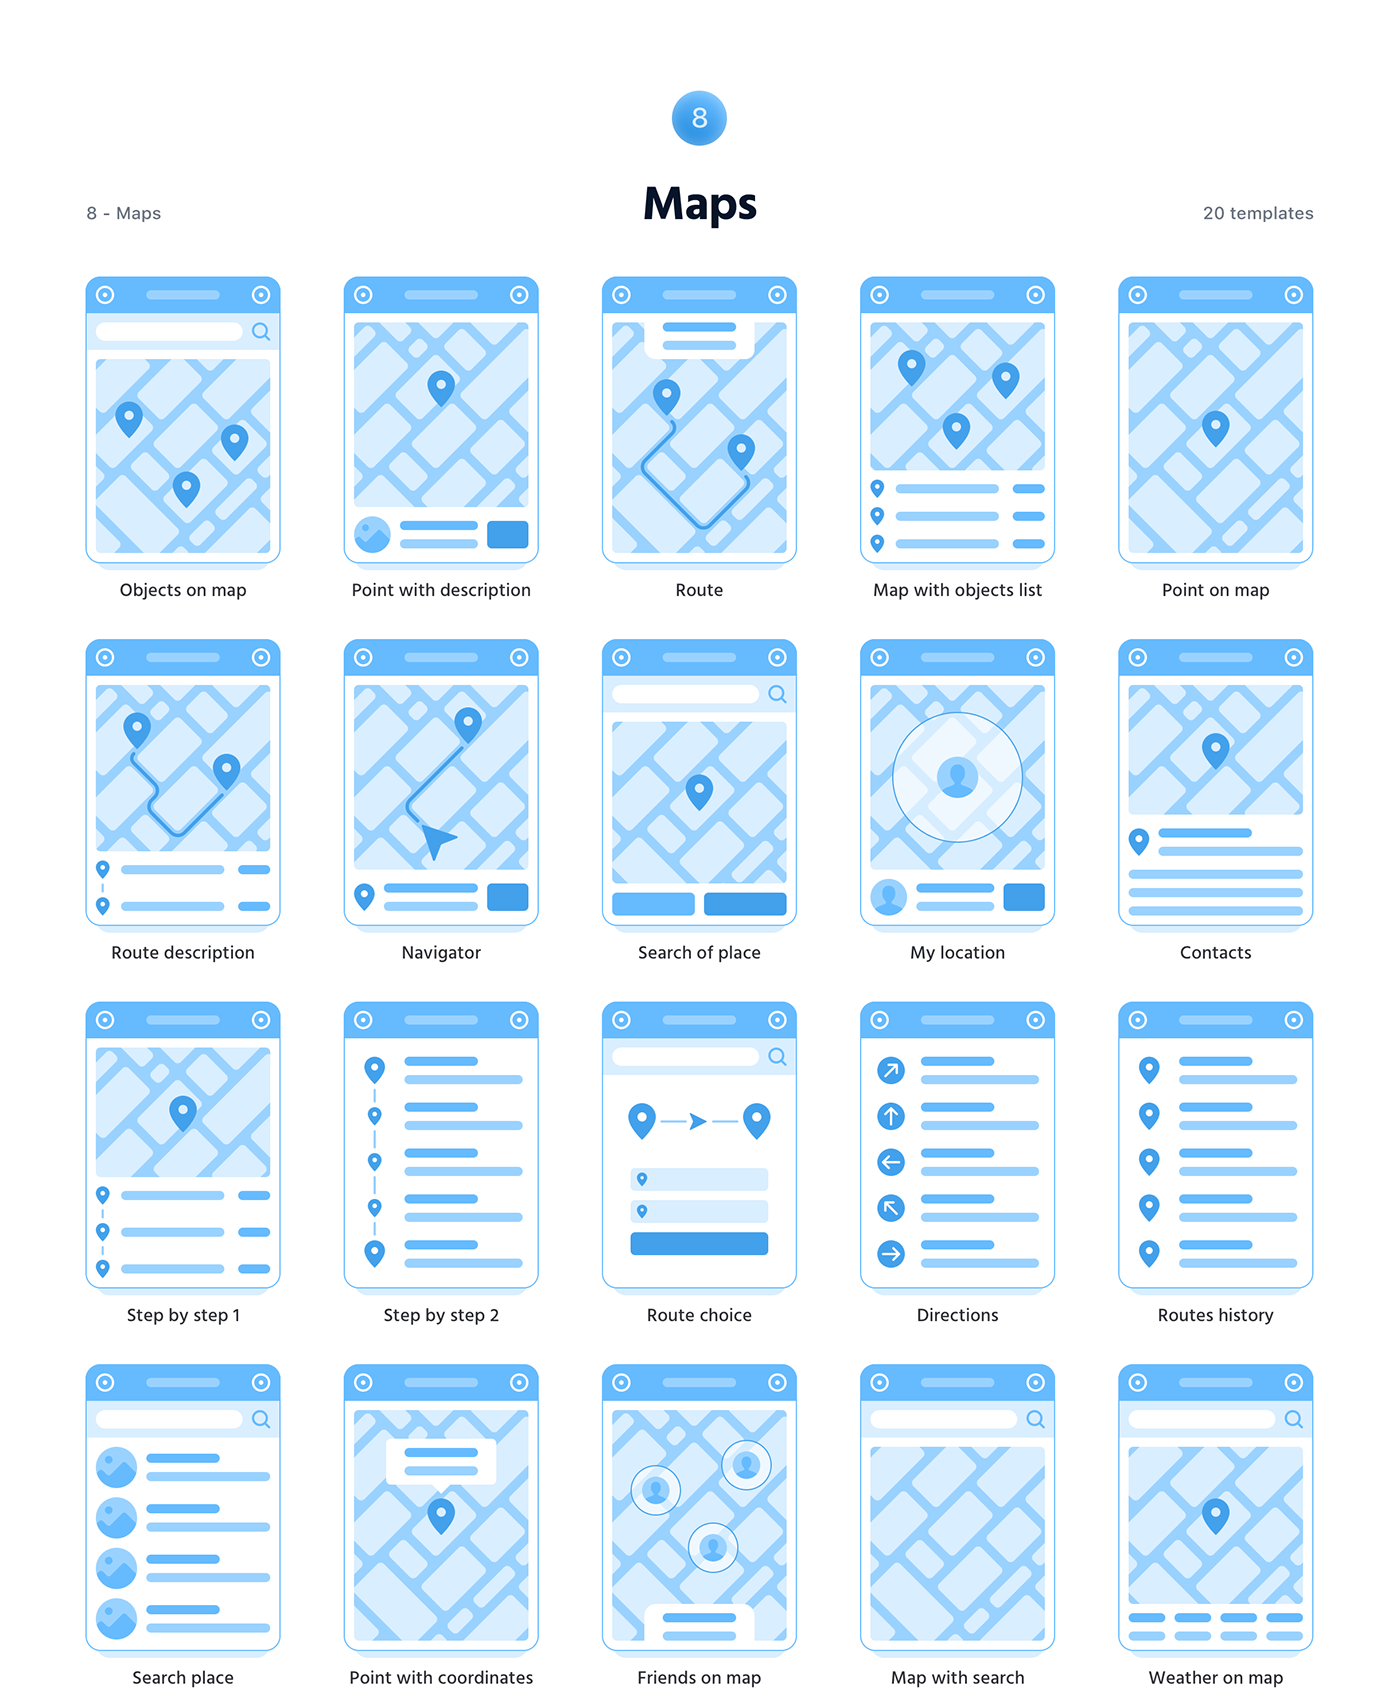 8
Maps
8 - Maps
20 templates
Objects on map
Point with description
Route
Map with objects list
Point on map
Route description
Navigator
Search of place
My location
Contacts
Step by step 1
Step by step 2
Route choice
Directions
Routes history
Search place
Point with coordinates
Friends on map
Map with search
Weather on map